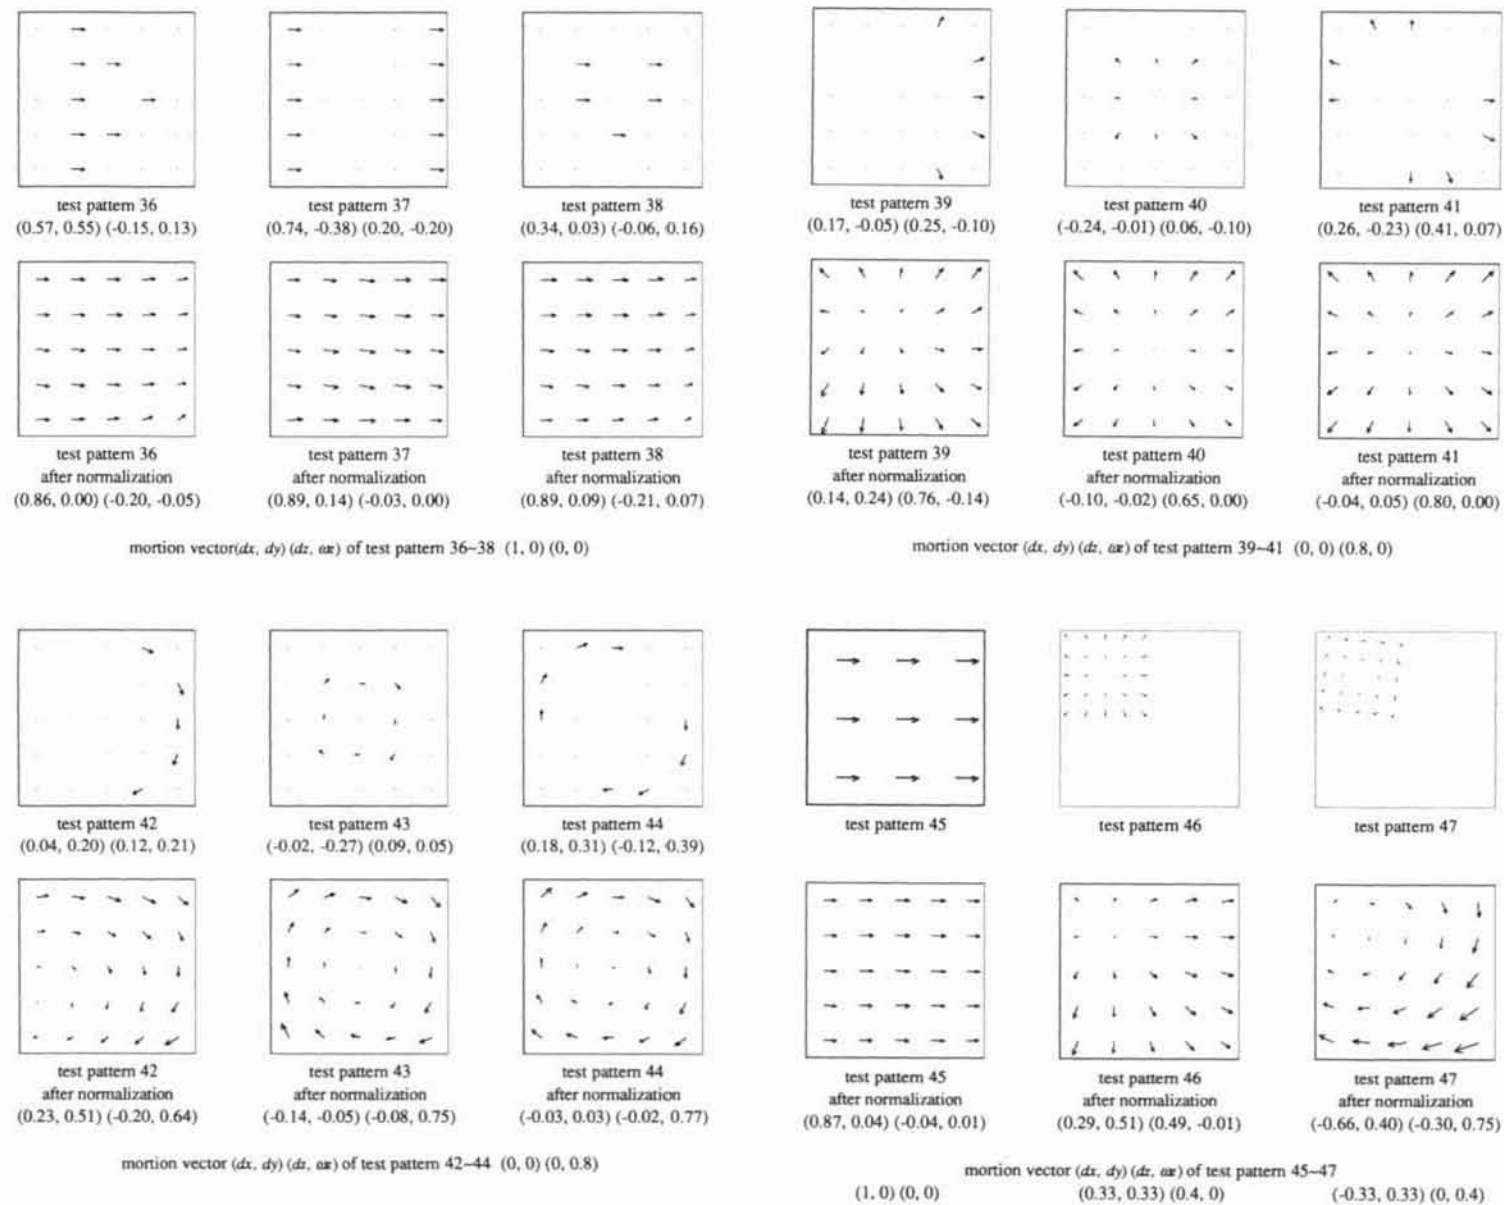 test pattern 36
(0.57, 0.55) (-0.15, 0.13)
test pattern 37
(0.74, -0.38) (0.20, -0.20)
test pattern 38
(0.34, 0.03) (-0.06, 0.16)
test pattern 36
after normalization
(0.86, 0.00) (-0.20, -0.05)
test pattern 37
after normalization
(0.89, 0.14) (-0.03, 0.00)
test pattern 38
after normalization
(0.89, 0.09) (-0.21, 0.07)
mortion vector(dx, dy) (dz, αx) of test pattern 36~38 (1, 0) (0, 0)
test pattern 39
(0.17, -0.05) (0.25, -0.10)
test pattern 40
(-0.24, -0.01) (0.06, -0.10)
test pattern 41
(0.26, -0.23) (0.41, 0.07)
test pattern 39
after normalization
(0.14, 0.24) (0.76, -0.14)
test pattern 40
after normalization
(-0.10, -0.02) (0.65, 0.00)
test pattern 41
after normalization
(-0.04, 0.05) (0.80, 0.00)
mortion vector (dx, dy) (dz, αx) of test pattern 39~41 (0, 0) (0.8, 0)
test pattern 42
(0.04, 0.20) (0.12, 0.21)
test pattern 43
(-0.02, -0.27) (0.09, 0.05)
test pattern 44
(0.18, 0.31) (-0.12, 0.39)
test pattern 42
after normalization
(0.23, 0.51) (-0.20, 0.64)
test pattern 43
after normalization
(-0.14, -0.05) (-0.08, 0.75)
test pattern 44
after normalization
(-0.03, 0.03) (-0.02, 0.77)
mortion vector (dx, dy) (dz, αx) of test pattern 42~44 (0, 0) (0, 0.8)
test pattern 45
test pattern 46
test pattern 47
test pattern 45
after normalization
(0.87, 0.04) (-0.04, 0.01)
test pattern 46
after normalization
(0.29, 0.51) (0.49, -0.01)
test pattern 47
after normalization
(-0.66, 0.40) (-0.30, 0.75)
mortion vector (dx, dy) (dz, αx) of test pattern 45~47
(1, 0) (0, 0)
(0.33, 0.33) (0.4, 0)
(-0.33, 0.33) (0, 0.4)